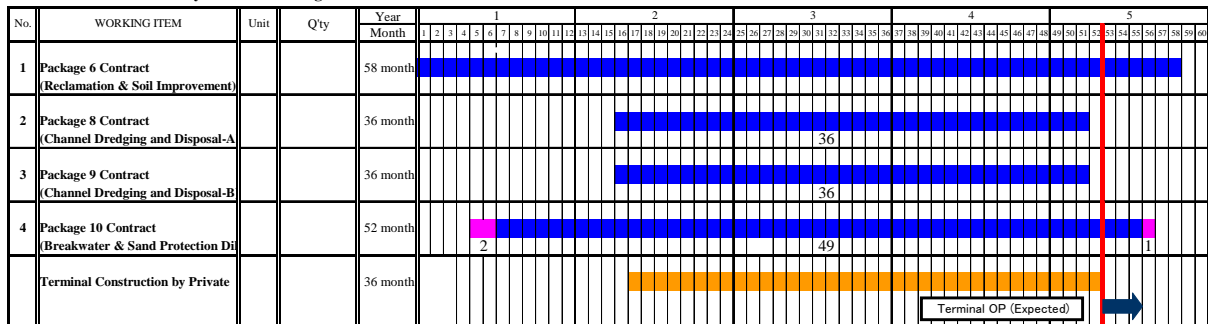 No. WORKING ITEM Unit Q'ty Year 1 2 3 4 5
Month 1 2 3 4 5 6 7 8 9 10 11 12 13 14 15 16 17 18 19 20 21 22 23 24 25 26 27 28 29 30 31 32 33 34 35 36 37 38 39 40 41 42 43 44 45 46 47 48 49 50 51 52 53 54 55 56 57 58 59 60
1 Package 6 Contract 58 month
(Reclamation & Soil Improvement)
2 Package 8 Contract 36 month
(Channel Dredging and Disposal-A 36
3 Package 9 Contract 36 month
(Channel Dredging and Disposal-B 36
4 Package 10 Contract 52 month
(Breakwater & Sand Protection Di 2 49 1
Terminal Construction by Private 36 month
Terminal OP (Expected)